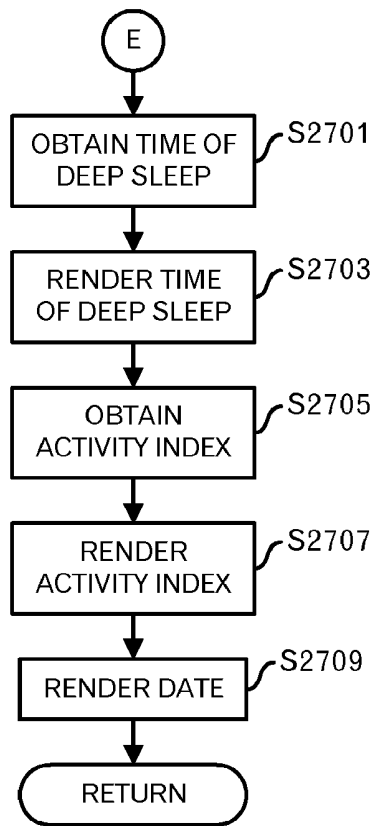 E
OBTAIN TIME OF
DEEP SLEEP
S2701
RENDER TIME
OF DEEP SLEEP
S2703
OBTAIN
ACTIVITY INDEX
S2705
RENDER
ACTIVITY INDEX
S2707
RENDER DATE
S2709
RETURN